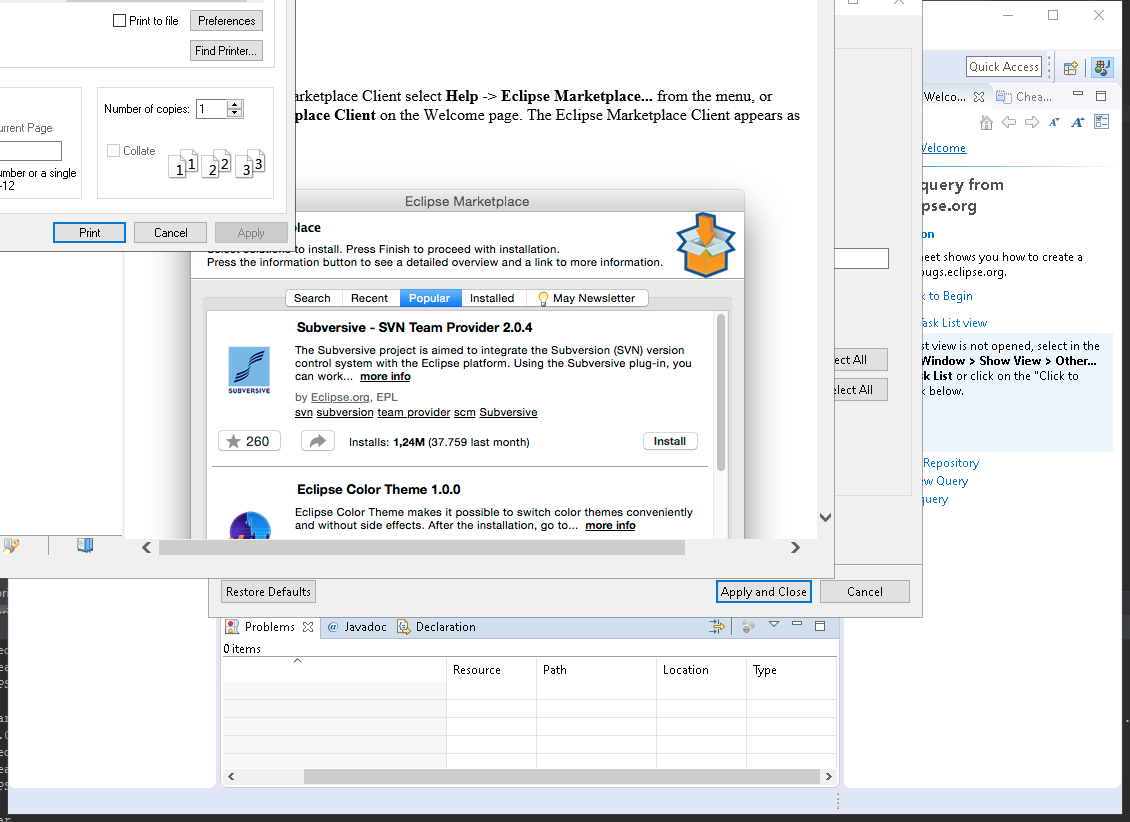 Print to file
Preferences
Find Printer...
Number of copies: 1
Current Page
Collate
1 1 2 2 3 3
number or a single
-12
Print
Cancel
Apply
Marketplace Client select Help -> Eclipse Marketplace... from the menu, or
place Client on the Welcome page. The Eclipse Marketplace Client appears as
Eclipse Marketplace
place
to install. Press Finish to proceed with installation.
Press the information button to see a detailed overview and a link to more information.
Search
Recent
Popular
Installed
May Newsletter
Subversive - SVN Team Provider 2.0.4
The Subversive project is aimed to integrate the Subversion (SVN) version
control system with the Eclipse platform. Using the Subversive plug-in, you
can work... more info
SUBVERSIVE
by Eclipse.org, EPL
svn subversion team provider scm Subversive
260
Installs: 1,24M (37.759 last month)
Install
Eclipse Color Theme 1.0.0
Eclipse Color Theme makes it possible to switch color themes conveniently
and without side effects. After the installation, go to... more info
ect All
elect All
Restore Defaults
Apply and Close
Cancel
Quick Access
Welco...
Chea...
Welcome
query from
pse.org
on
eet shows you how to create a
bugs.eclipse.org.
k to Begin
Task List view
st view is not opened, select in the
Window > Show View > Other...
k List or click on the "Click to
k below.
Repository
ew Query
query
Problems
@ Javadoc
Declaration
0 items
Resource
Path
Location
Type